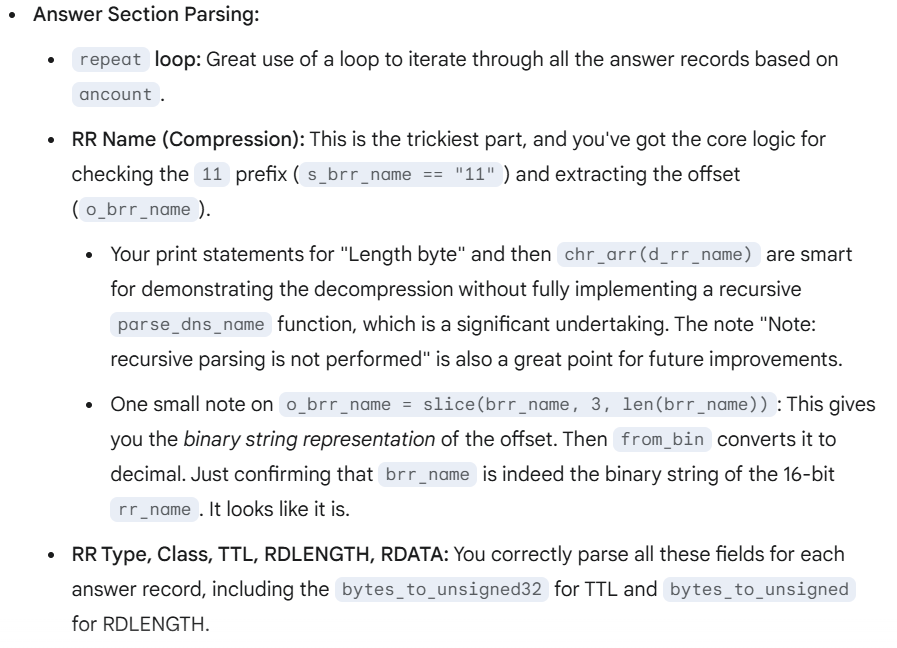 Answer Section Parsing:
repeat loop: Great use of a loop to iterate through all the answer records based on
ancount .
RR Name (Compression): This is the trickiest part, and you've got the core logic for
checking the 11 prefix ( s_brr_name == "11" ) and extracting the offset
( o_brr_name ).
Your print statements for "Length byte" and then chr_arr(d_rr_name) are smart
for demonstrating the decompression without fully implementing a recursive
parse_dns_name function, which is a significant undertaking. The note "Note:
recursive parsing is not performed" is also a great point for future improvements.
One small note on o_brr_name = slice(brr_name, 3, len(brr_name)) : This gives
you the binary string representation of the offset. Then from_bin converts it to
decimal. Just confirming that brr_name is indeed the binary string of the 16-bit
rr_name . It looks like it is.
RR Type, Class, TTL, RDLENGTH, RDATA: You correctly parse all these fields for each
answer record, including the bytes_to_unsigned32 for TTL and bytes_to_unsigned
for RDLENGTH.